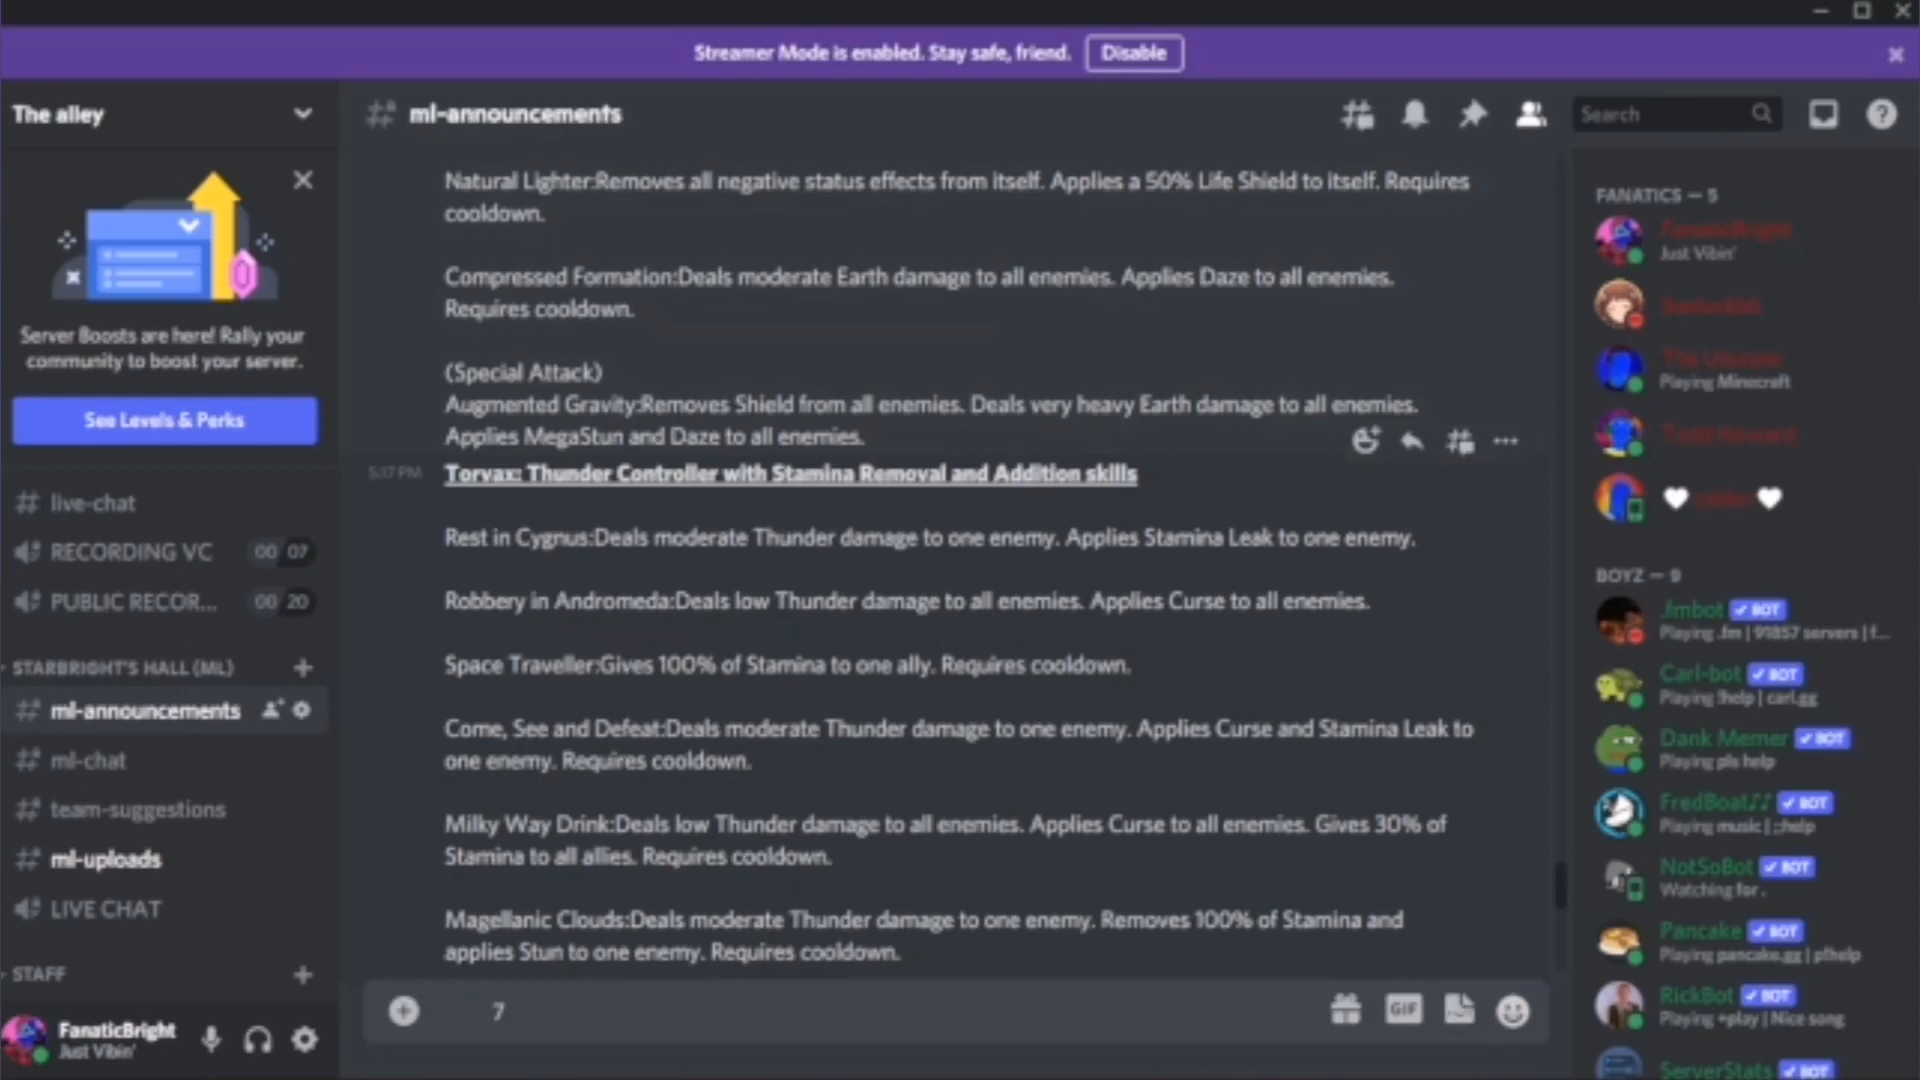 Streamer Mode is enabled. Stay safe, friend. Disable
The alley
ml-announcements
Search
Server Boosts are here! Rally your
community to boost your server.
See Levels & Perks
live-chat
RECORDING VC 00 07
PUBLIC RECOR... 00 20
STARBRIGHT'S HALL (ML)
ml-announcements
ml-chat
team-suggestions
ml-uploads
LIVE CHAT
STAFF
FanaticBright
Just Vibin'
Natural Lighter:Removes all negative status effects from itself. Applies a 50% Life Shield to itself. Requires
cooldown.
Compressed Formation:Deals moderate Earth damage to all enemies. Applies Daze to all enemies.
Requires cooldown.
(Special Attack)
Augmented Gravity:Removes Shield from all enemies. Deals very heavy Earth damage to all enemies.
Applies MegaStun and Daze to all enemies.
5:17 PM Torvax: Thunder Controller with Stamina Removal and Addition skills
Rest in Cygnus:Deals moderate Thunder damage to one enemy. Applies Stamina Leak to one enemy.
Robbery in Andromeda:Deals low Thunder damage to all enemies. Applies Curse to all enemies.
Space Traveller:Gives 100% of Stamina to one ally. Requires cooldown.
Come, See and Defeat:Deals moderate Thunder damage to one enemy. Applies Curse and Stamina Leak to
one enemy. Requires cooldown.
Milky Way Drink:Deals low Thunder damage to all enemies. Applies Curse to all enemies. Gives 30% of
Stamina to all allies. Requires cooldown.
Magellanic Clouds:Deals moderate Thunder damage to one enemy. Removes 100% of Stamina and
applies Stun to one enemy. Requires cooldown.
7
GIF
FANATICS — 5
FanaticBright
Just Vibin'
Playing Minecraft
Todd Howard
BOYZ — 9
.fmbot BOT
Playing .fm | 91857 servers | f...
Carl-bot BOT
Playing !help | carl.gg
Dank Memer BOT
Playing pls help
FredBoat♪♪ BOT
Playing music | ;;help
NotSoBot BOT
Watching for .
Pancake BOT
Playing pancake.gg | p!help
RickBot BOT
Playing +play | Nice song
ServerStats BOT